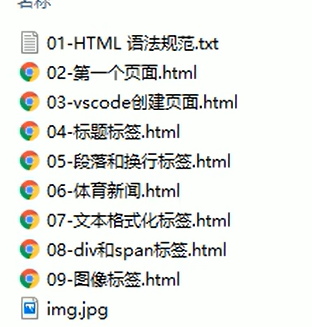 名称
01-HTML 语法规范.txt
02-第一个页面.html
03-vscode创建页面.html
04-标题标签.html
05-段落和换行标签.html
06-体育新闻.html
07-文本格式化标签.html
08-div和span标签.html
09-图像标签.html
img.jpg